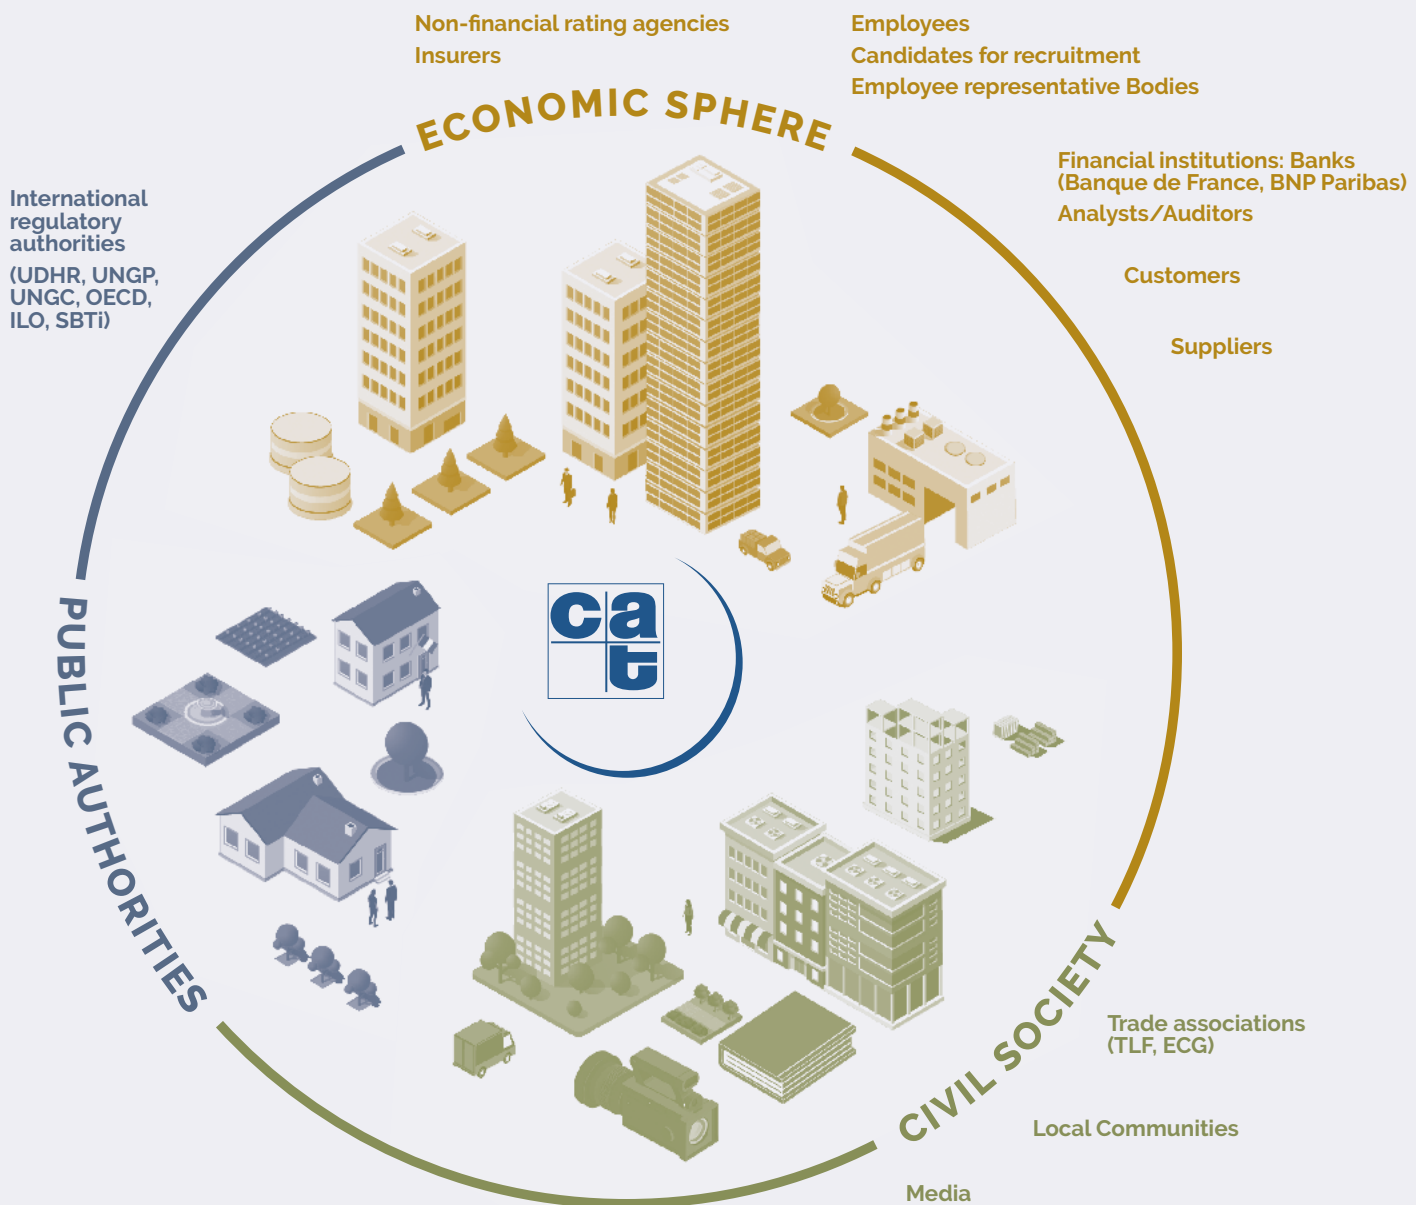 Non-financial rating agencies
Insurers
Employees
Candidates for recruitment
Employee representative Bodies
ECONOMIC SPHERE
Financial institutions: Banks
(Banque de France, BNP Paribas)
Analysts/Auditors
Customers
Suppliers
International
regulatory
authorities
(UDHR, UNGP,
UNGC, OECD,
ILO, SBTi)
cat
PUBLIC AUTHORITIES
CIVIL SOCIETY
Trade associations
(TLF, ECG)
Local Communities
Media